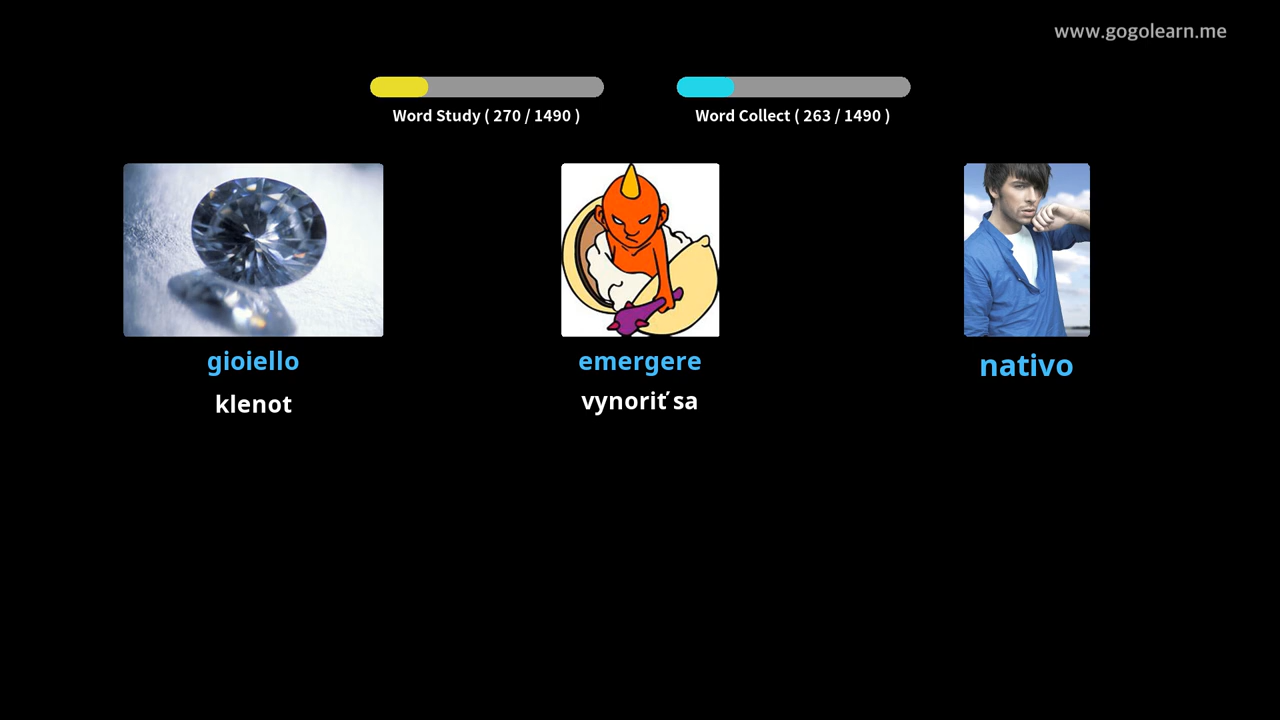 www.gogolearn.me
Word Study ( 270 / 1490 )
Word Collect ( 263 / 1490 )
gioiello
klenot
emergere
vynoriť sa
nativo